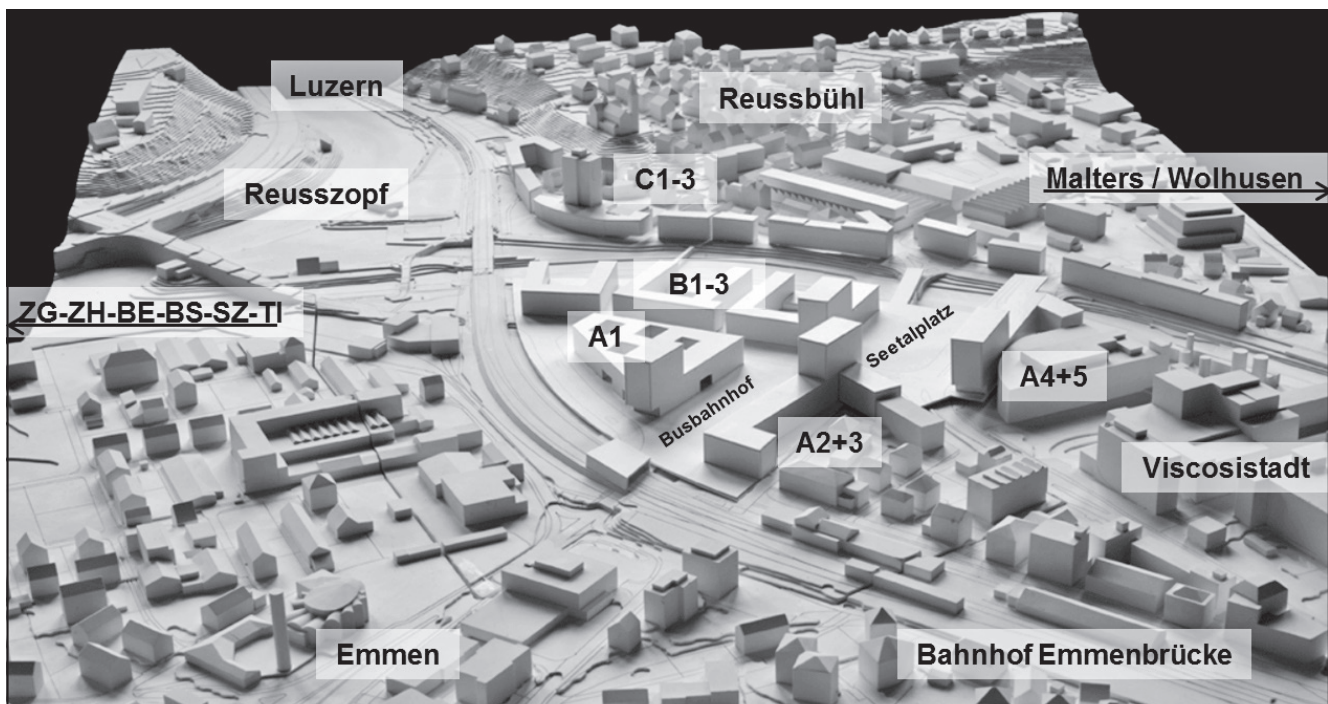 Luzern
Reussbühl
C1-3
Malters / Wolhusen
Reusszopf
B1-3
ZG-ZH-BE-BS-SZ-TI
A1
Seetalplatz
A4+5
Busbahnhof
A2+3
Viscosistadt
Emmen
Bahnhof Emmenbrücke